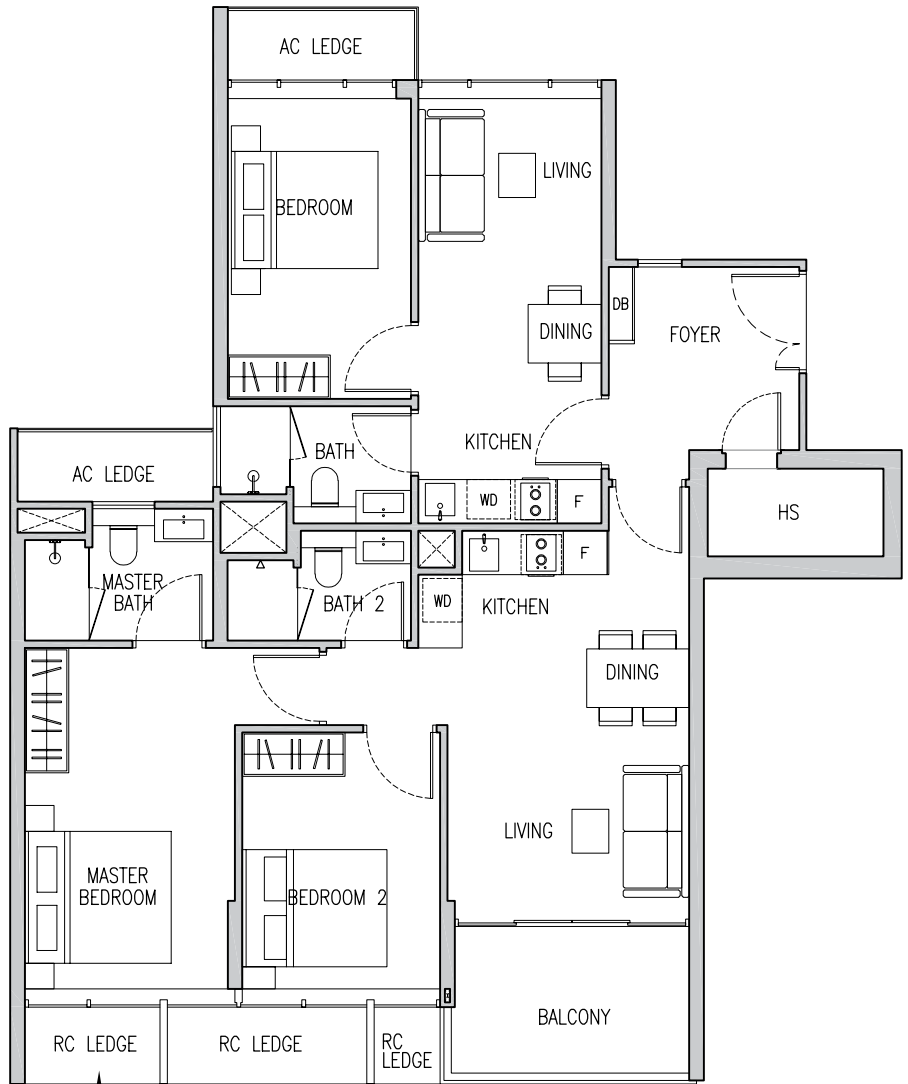 AC LEDGE
LIVING
BEDROOM
DB
DINING
FOYER
KITCHEN
BATH
AC LEDGE
WD
F
HS
F
MASTER
BATH
BATH 2
WD
KITCHEN
DINING
LIVING
MASTER
BEDROOM
BEDROOM 2
BALCONY
RC LEDGE
RC LEDGE
RC
LEDGE